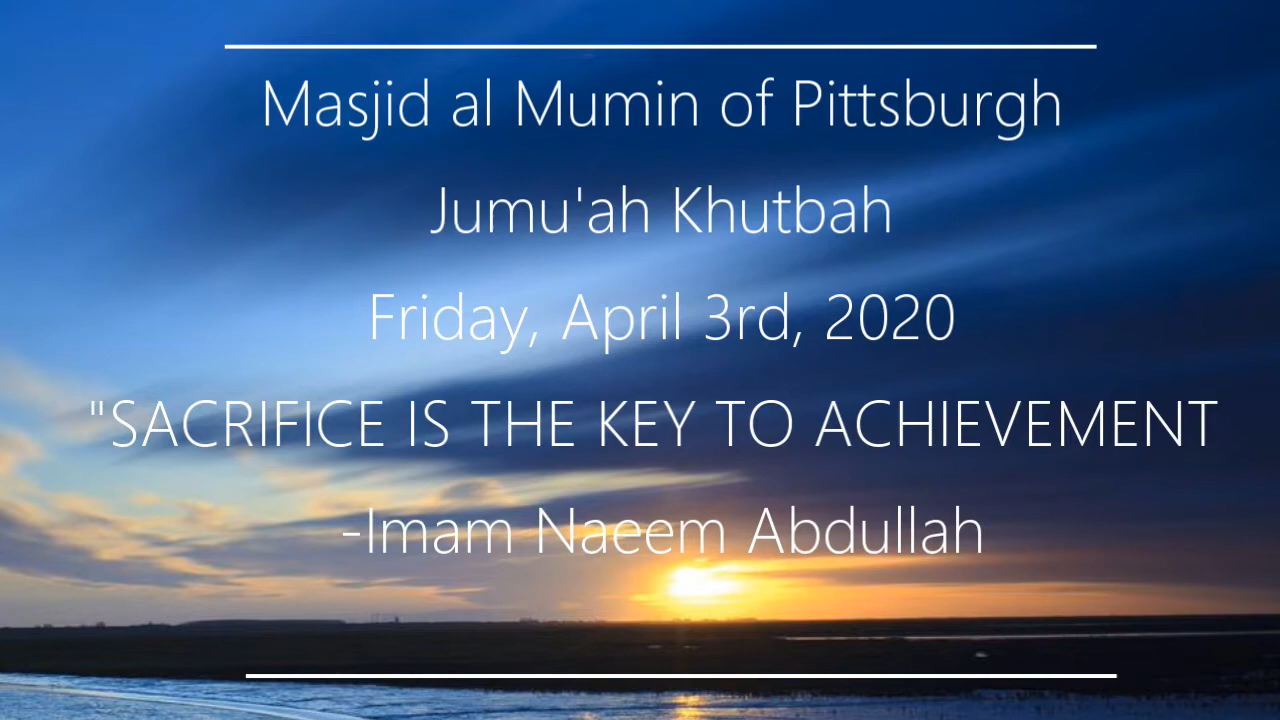 Masjid al Mumin of Pittsburgh
Jumu'ah Khutbah
Friday, April 3rd, 2020
"SACRIFICE IS THE KEY TO ACHIEVEMENT
-Imam Naeem Abdullah